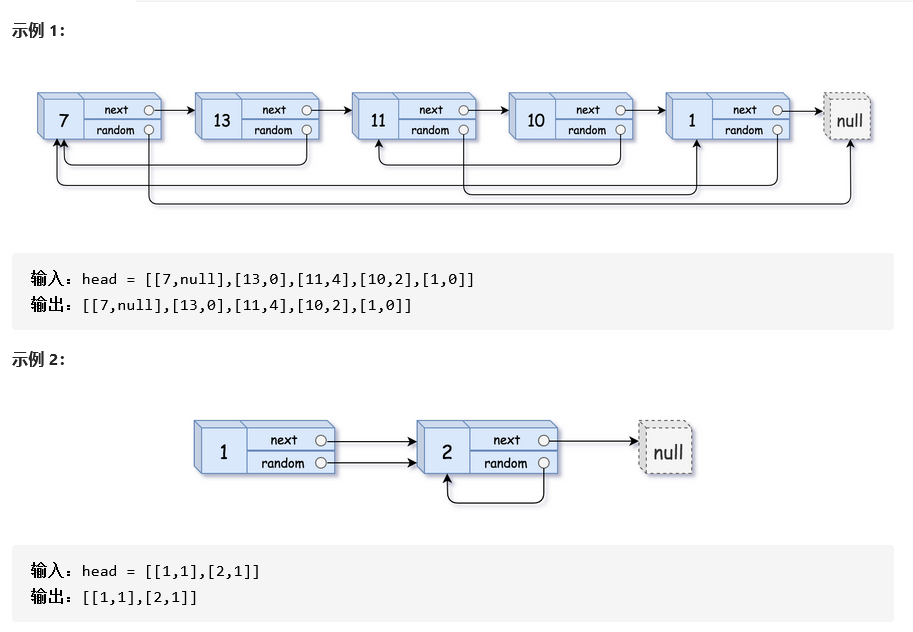 示例 1:
7 next random 13 next random 11 next random 10 next random 1 next random null
输入: head = [[7,null],[13,0],[11,4],[10,2],[1,0]]
输出: [[7,null],[13,0],[11,4],[10,2],[1,0]]
示例 2:
1 next random 2 next random null
输入: head = [[1,1],[2,1]]
输出: [[1,1],[2,1]]